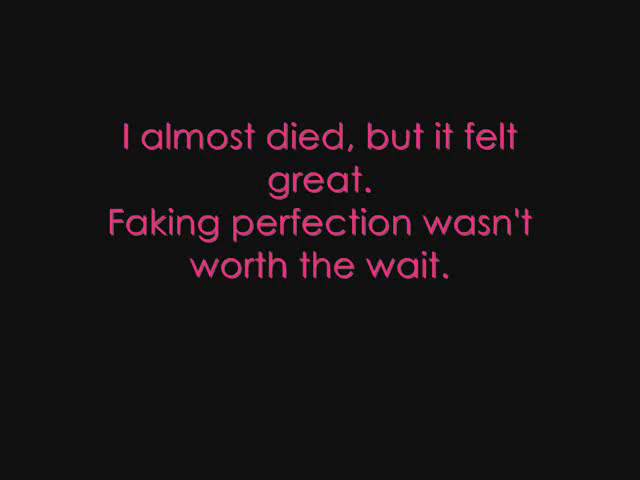 I almost died, but it felt
great.
Faking perfection wasn't
worth the wait.